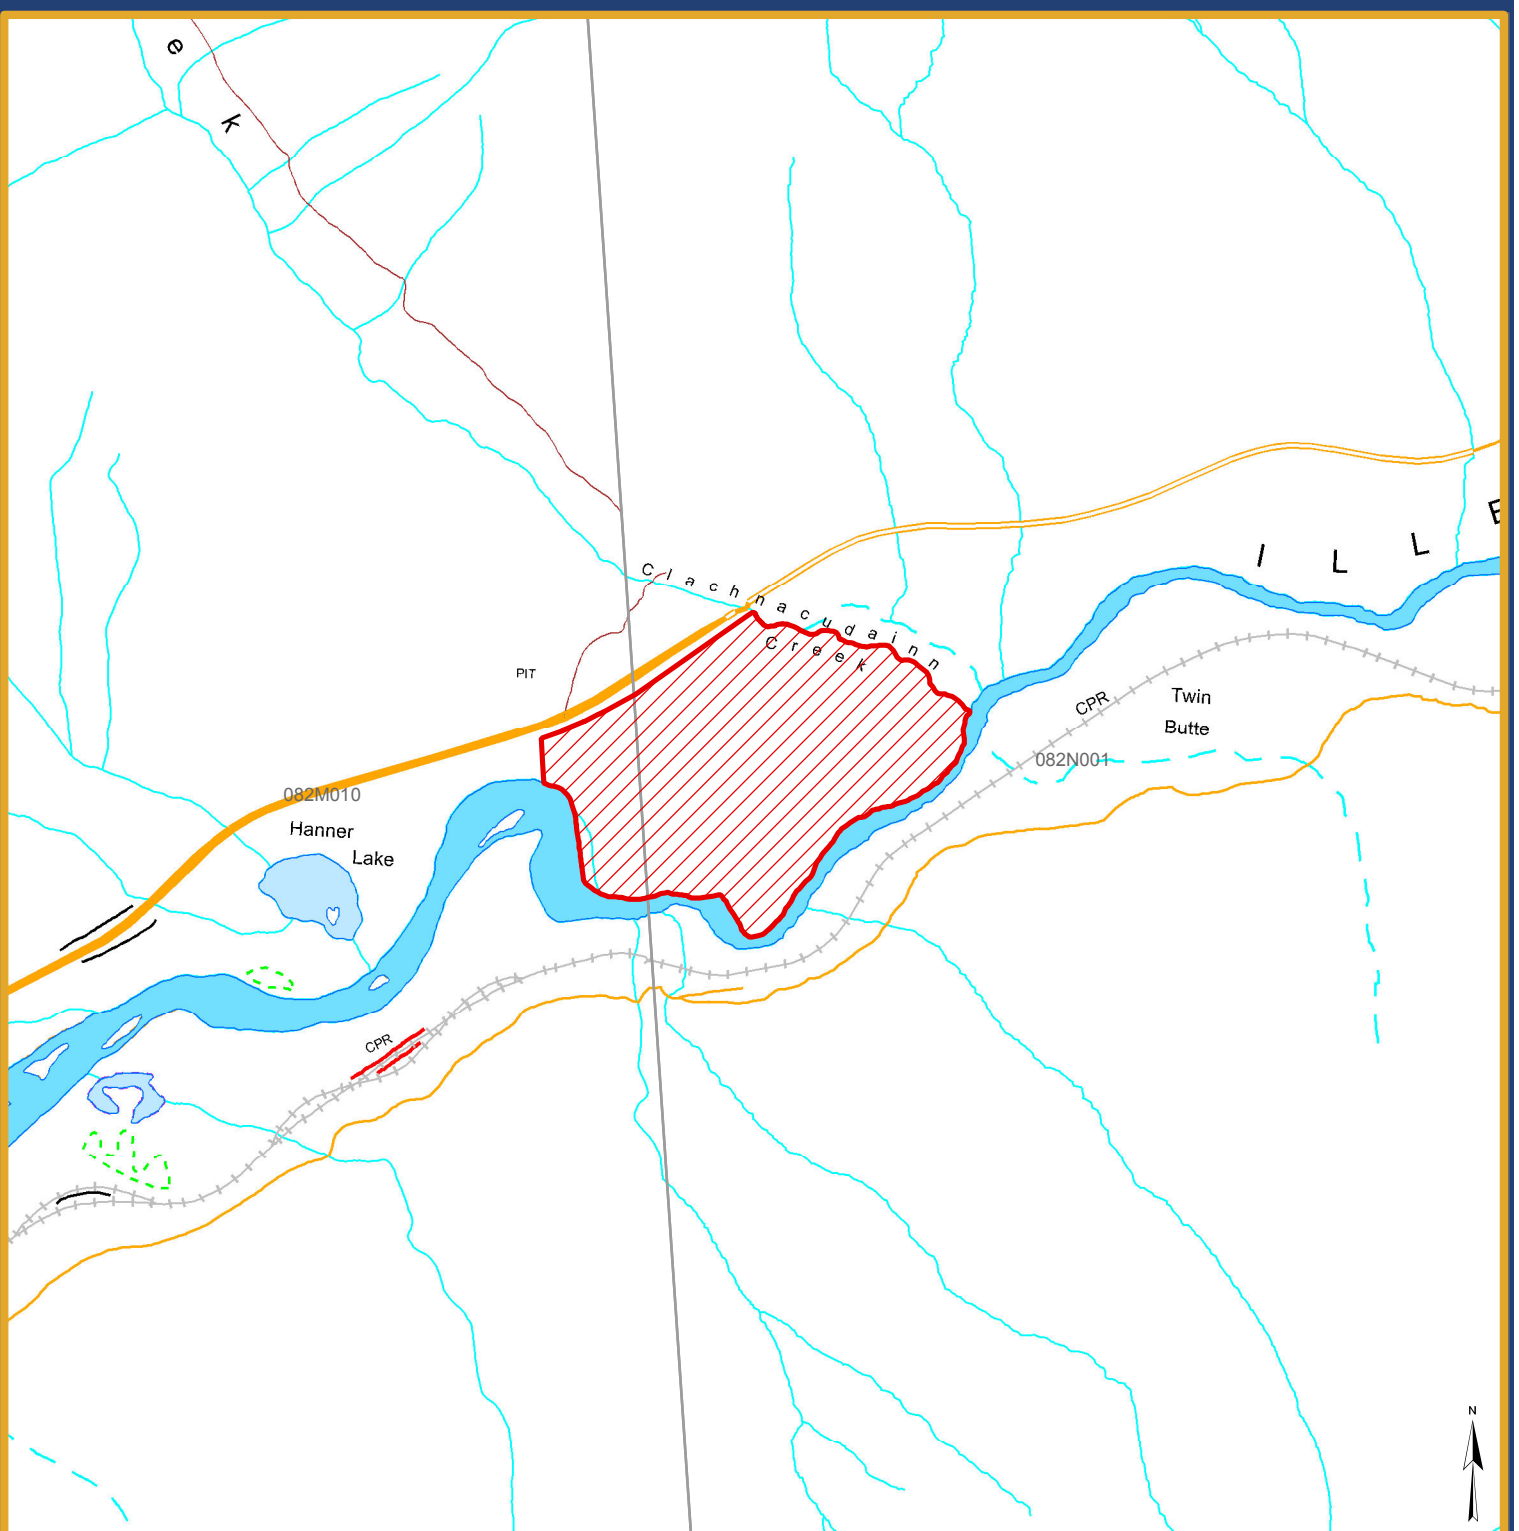 e
k
I L L E
Clachnacudainn
Creek
PIT
CPR
Twin
Butte
082N001
082M010
Hanner
Lake
CPR
N